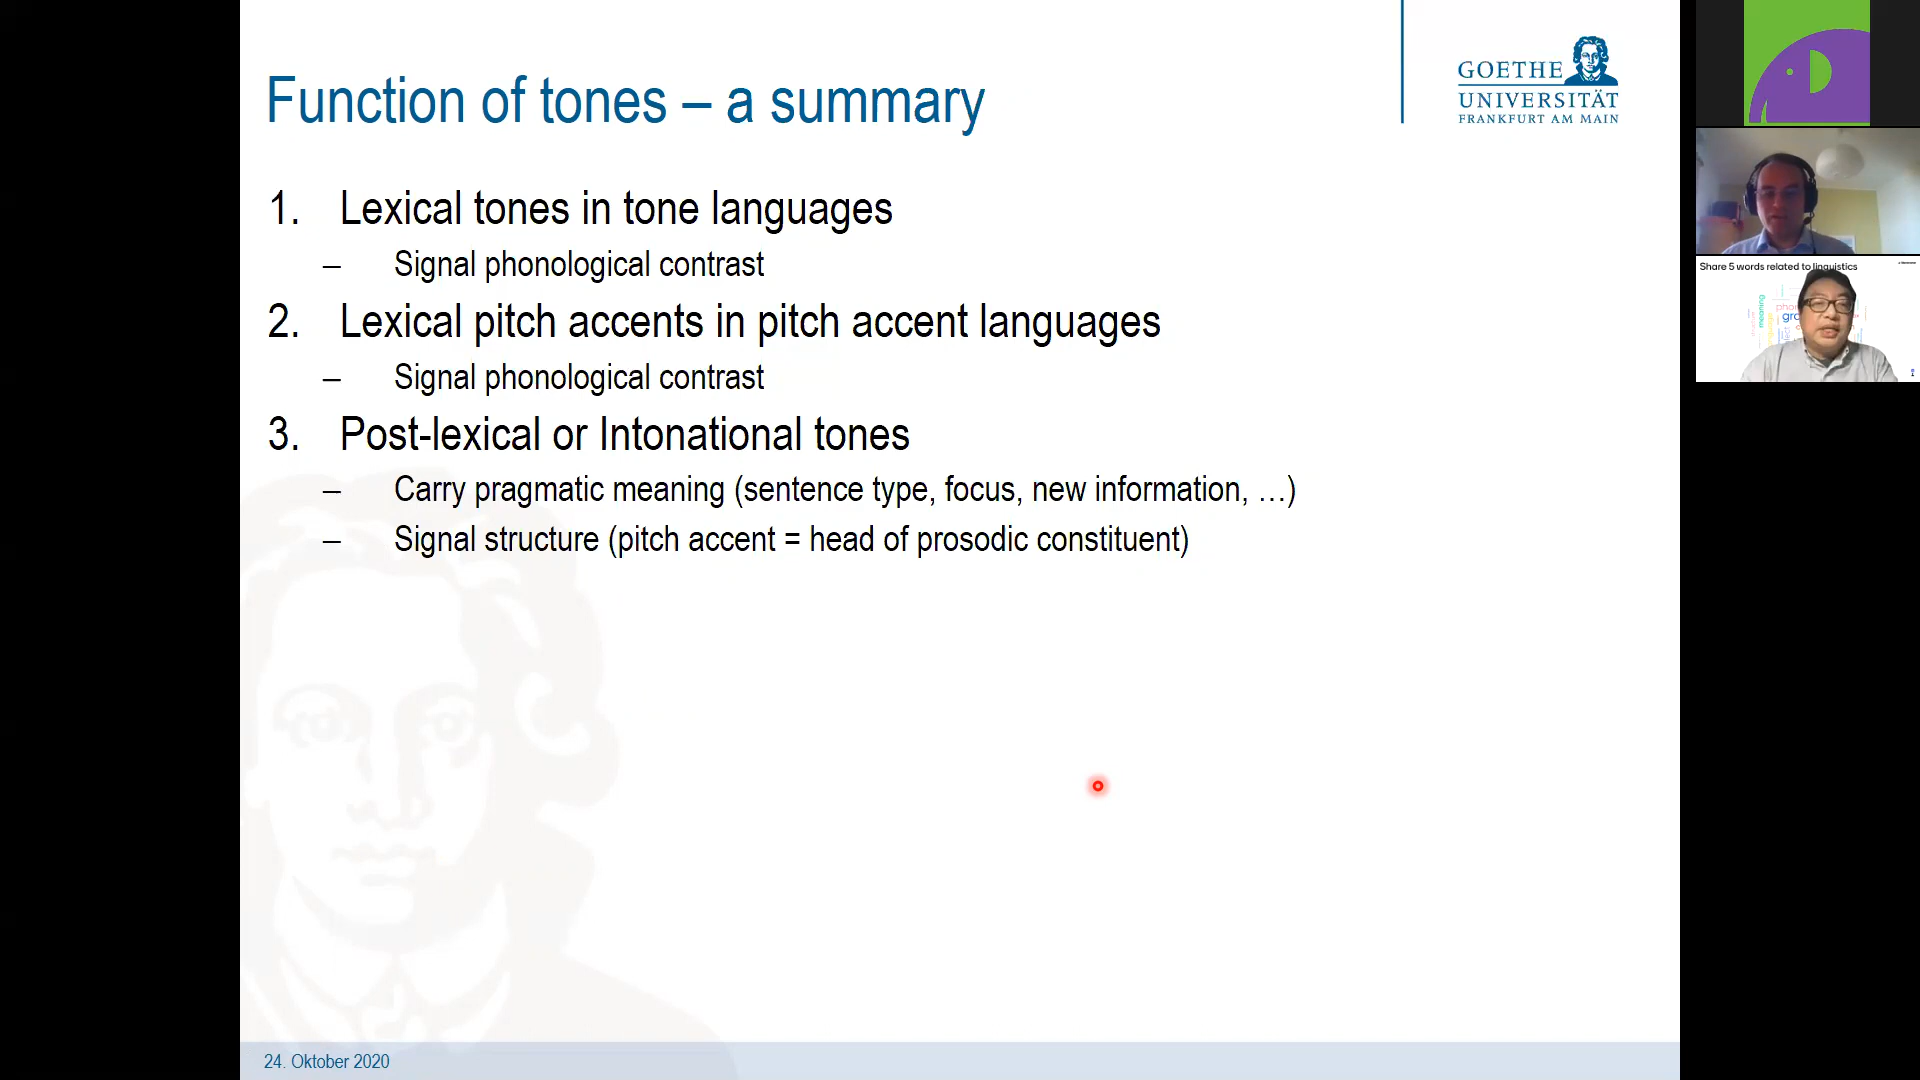 Function of tones – a summary
GOETHE
UNIVERSITÄT
FRANKFURT AM MAIN
1. Lexical tones in tone languages
– Signal phonological contrast
2. Lexical pitch accents in pitch accent languages
– Signal phonological contrast
3. Post-lexical or Intonational tones
– Carry pragmatic meaning (sentence type, focus, new information, …)
– Signal structure (pitch accent = head of prosodic constituent)
24. Oktober 2020
Share 5 words related to linguistics
meaning